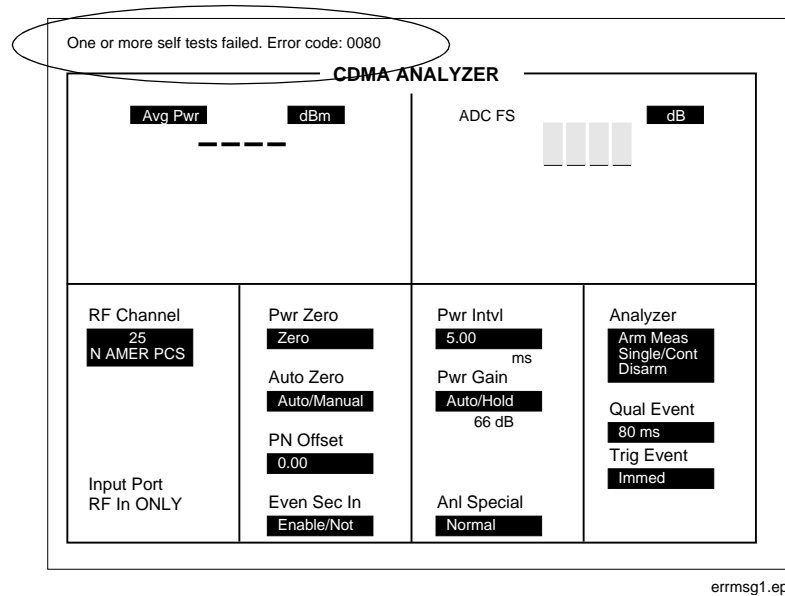 One or more self tests failed. Error code: 0080
CDMA ANALYZER
Avg Pwr dBm
ADC FS dB
RF Channel
25
N AMER PCS
Input Port
RF In ONLY
Pwr Zero
Zero
Auto Zero
Auto/Manual
PN Offset
0.00
Even Sec In
Enable/Not
Pwr Intvl
5.00
ms
Pwr Gain
Auto/Hold
66 dB
Anl Special
Normal
Analyzer
Arm Meas
Single/Cont
Disarm
Qual Event
80 ms
Trig Event
Immed
errmsg1.ep